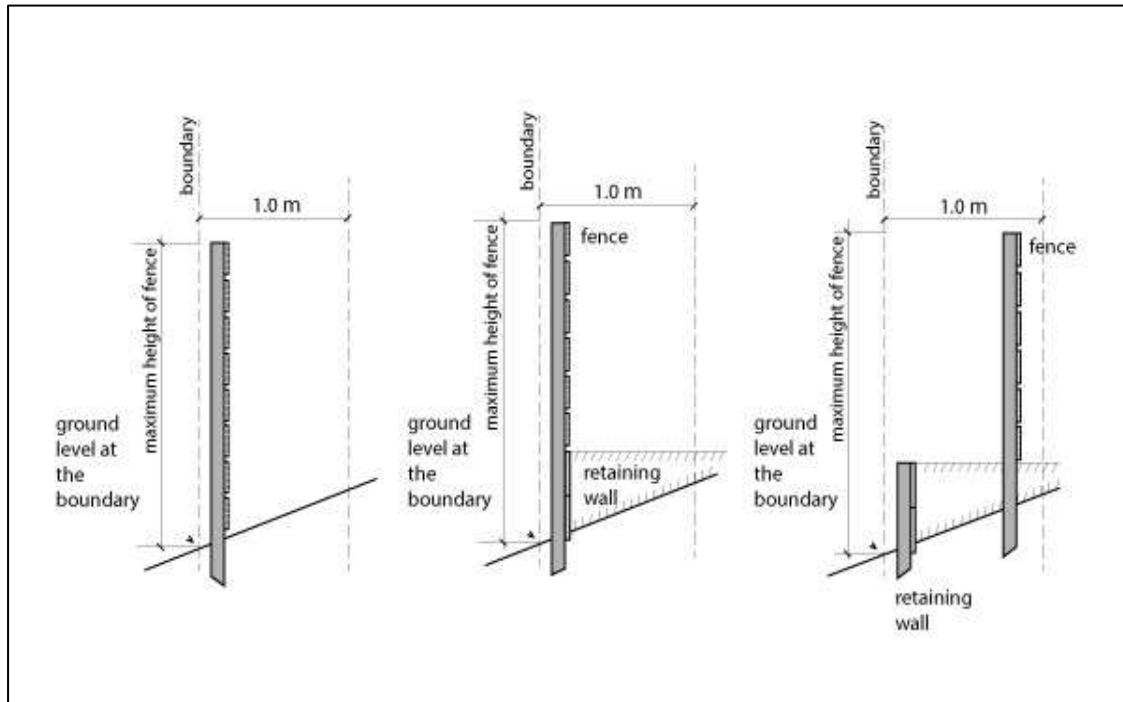 boundary
1.0 m
maximum height of fence
ground
level at
the
boundary
boundary
1.0 m
fence
maximum height of fence
ground
level at
the
boundary
retaining
wall
boundary
1.0 m
fence
maximum height of fence
ground
level at
the
boundary
retaining
wall